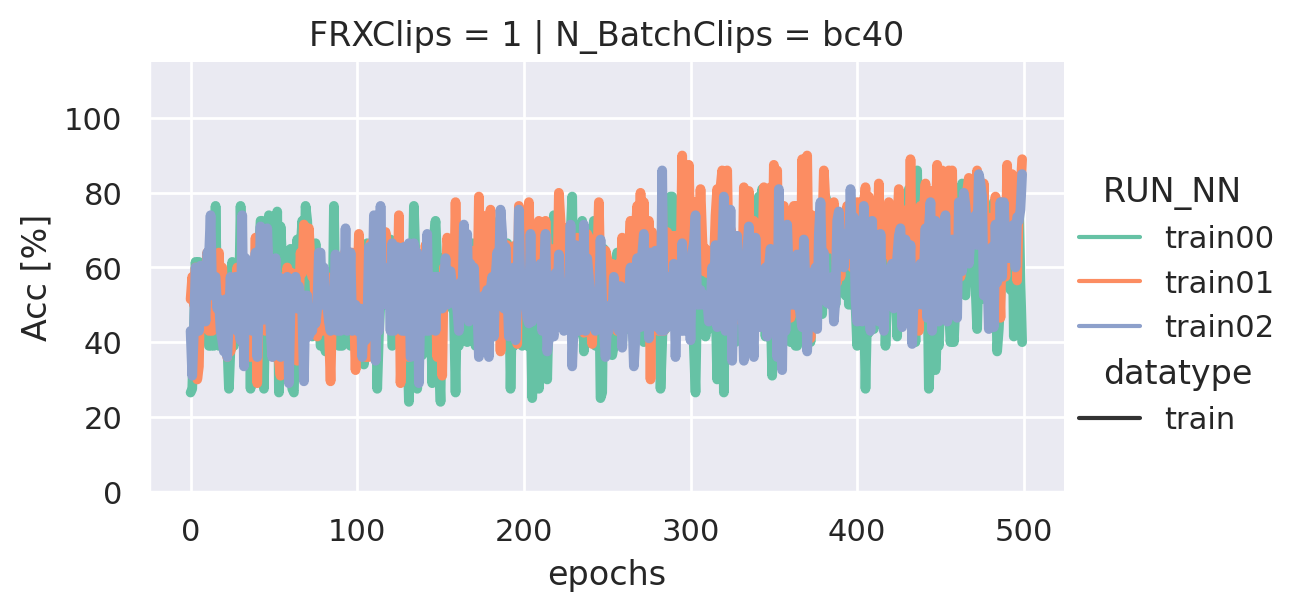 FRXClips = 1 | N_BatchClips = bc40
100
80
60
40
20
0
Acc [%]
0 100 200 300 400 500
epochs
RUN_NN
train00
train01
train02
datatype
train